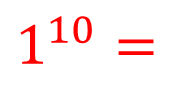 1¹⁰ =